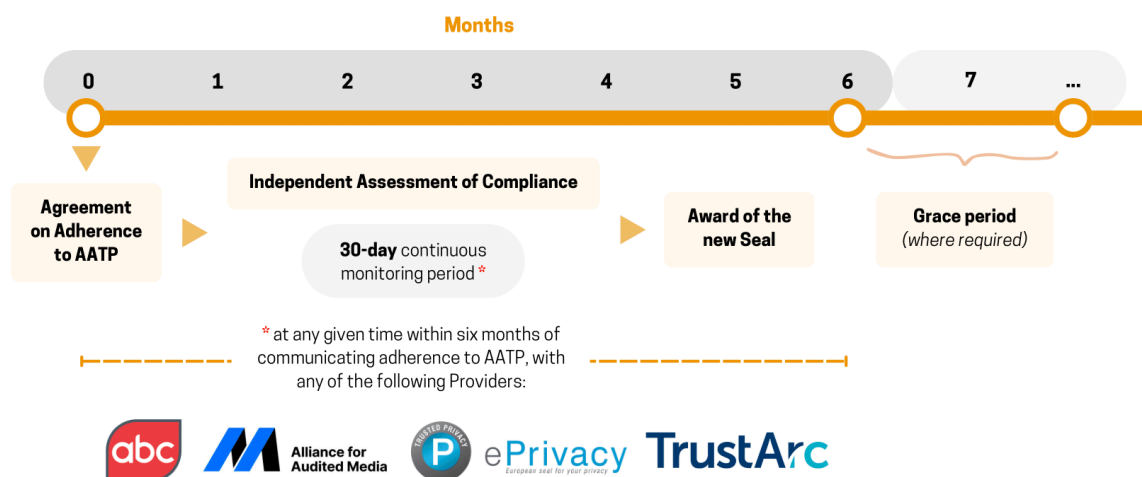 Months
0 1 2 3 4 5 6 7 ...
Agreement
on Adherence
to AATP
Independent Assessment of Compliance
30-day continuous
monitoring period *
Award of the
new Seal
Grace period
(where required)
* at any given time within six months of
communicating adherence to AATP, with
any of the following Providers:
abc
Alliance for
Audited Media
TRUSTED PRIVACY
P
ePrivacy
European seal for your privacy
TrustArc